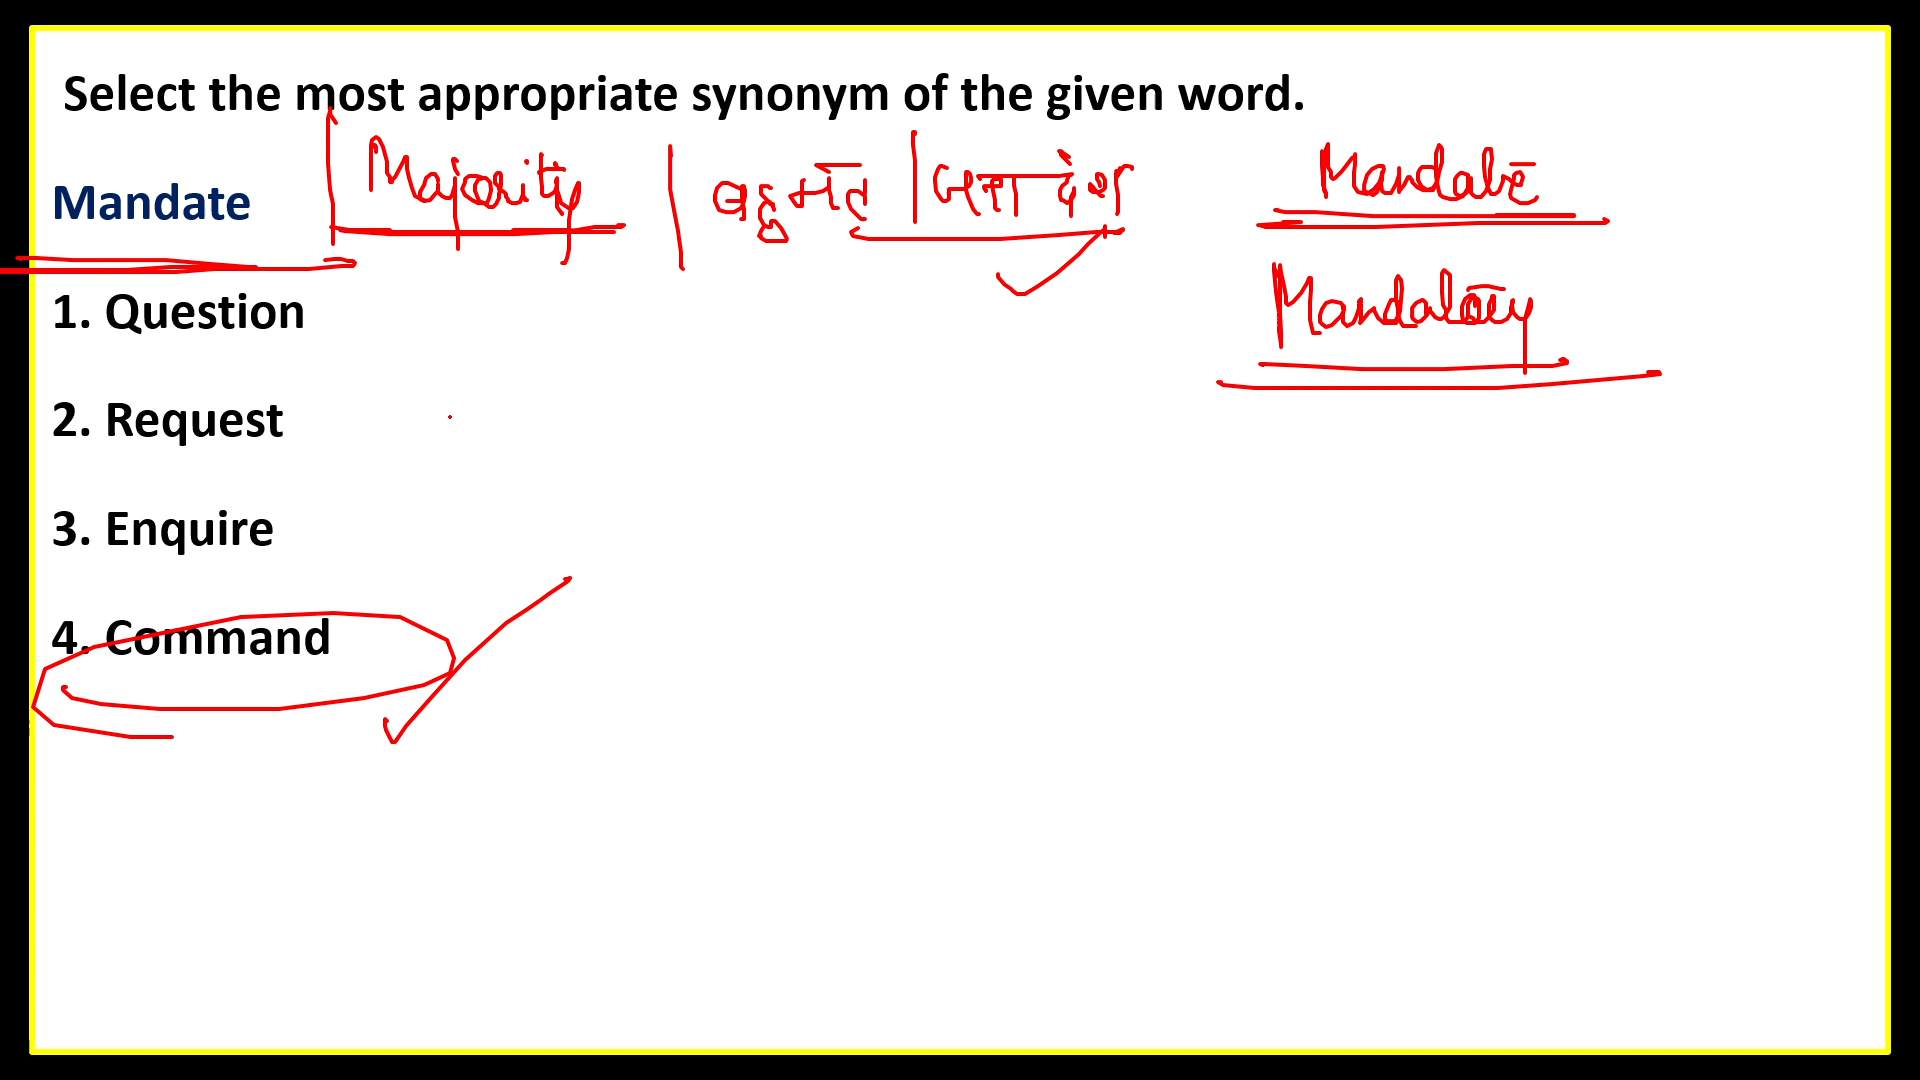 Select the most appropriate synonym of the given word.
Mandate Majority बहुमत Mandate
1. Question Mandatory
2. Request
3. Enquire
4. Command